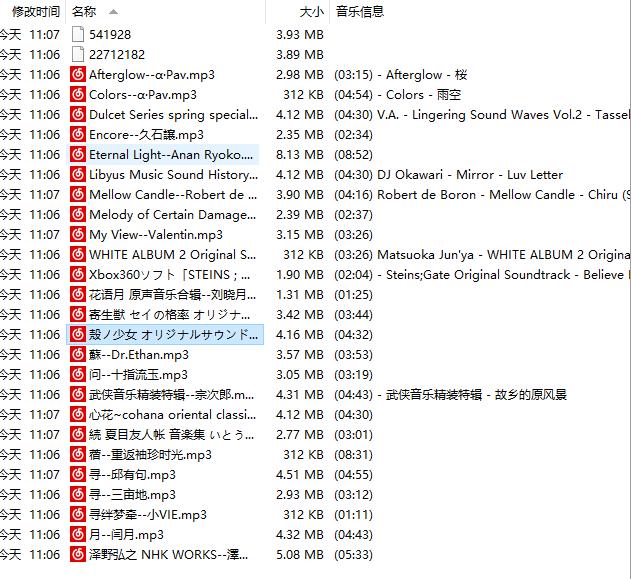 修改时间 名称 大小 音乐信息
今天 11:07 541928 3.93 MB
今天 11:06 22712182 3.89 MB
今天 11:06 Afterglow--α·Pav.mp3 2.98 MB (03:15) - Afterglow - 桜
今天 11:06 Colors--α·Pav.mp3 312 KB (04:54) - Colors - 雨空
今天 11:06 Dulcet Series spring special... 4.12 MB (04:30) V.A. - Lingering Sound Waves Vol.2 - Tassel
今天 11:06 Encore--久石譲.mp3 2.35 MB (02:34)
今天 11:06 Eternal Light--Anan Ryoko.... 8.13 MB (08:52)
今天 11:06 Libyus Music Sound History... 4.12 MB (04:30) DJ Okawari - Mirror - Luv Letter
今天 11:07 Mellow Candle--Robert de ... 3.90 MB (04:16) Robert de Boron - Mellow Candle - Chiru (S
今天 11:06 Melody of Certain Damage... 2.39 MB (02:37)
今天 11:07 My View--Valentin.mp3 3.15 MB (03:26)
今天 11:06 WHITE ALBUM 2 Original S... 312 KB (03:26) Matsuoka Jun'ya - WHITE ALBUM 2 Origina
今天 11:06 Xbox360ソフト「STEINS ; ... 1.90 MB (02:04) - Steins;Gate Original Soundtrack - Believe
今天 11:06 花语月 原声音乐合辑--刘晓月... 1.31 MB (01:25)
今天 11:06 寄生獣 セイの格率 オリジナ... 3.42 MB (03:44)
今天 11:06 殻ノ少女 オリジナルサウンド... 4.16 MB (04:32)
今天 11:06 蘇--Dr.Ethan.mp3 3.57 MB (03:53)
今天 11:06 问--十指流玉.mp3 3.05 MB (03:19)
今天 11:06 武侠音乐精装特辑--宗次郎.m... 4.31 MB (04:43) - 武侠音乐精装特辑 - 故乡的原风景
今天 11:07 心花~cohana oriental classi... 4.12 MB (04:30)
今天 11:07 続 夏目友人帐 音楽集 いとう... 2.77 MB (03:01)
今天 11:06 --重返袖珍时光.mp3 312 KB (08:31)
今天 11:07 寻--邱有句.mp3 4.51 MB (04:55)
今天 11:06 寻--三亩地.mp3 2.93 MB (03:12)
今天 11:06 寻绊梦牵--小VIE.mp3 312 KB (01:11)
今天 11:06 月--闫月.mp3 4.32 MB (04:43)
今天 11:06 泽野弘之 NHK WORKS--澤... 5.08 MB (05:33)